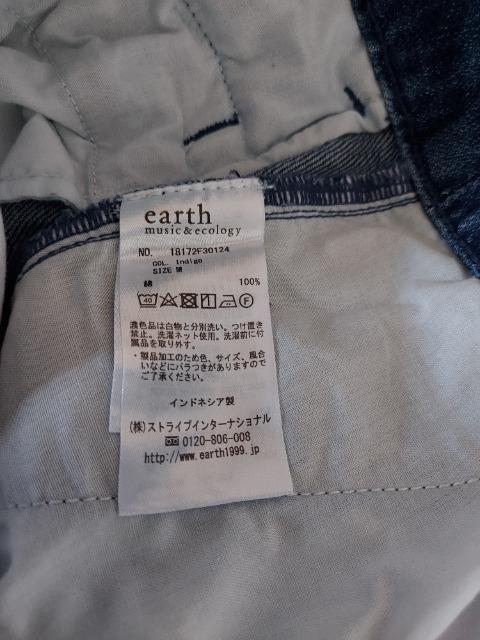 earth
music & ecology
NO. 18172F30124
COL. Indigo
SIZE M
100%
40
濃色品は白物と分別洗い。つけ置き
禁止。洗濯ネット使用。洗濯前に付
属品を取り外す。
・製品加工のため色、サイズ、風合
いなどにバラつきがありますので
ご了承ください。
インドネシア製
(株)ストライプインターナショナル
0120-806-008
http://www.earth1999.jp